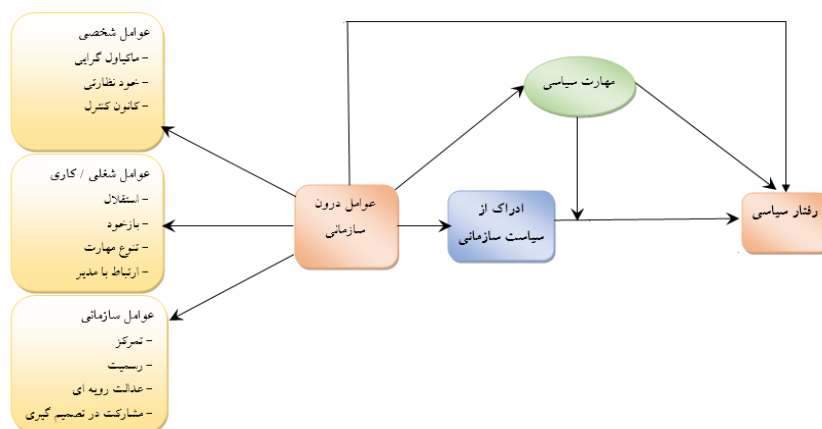 عوامل شخصی
- ماکیاول گرایی
- خود نظارتی
- کانون کنترل
عوامل شغلی / کاری
- استقلال
- بازخود
- تنوع مهارت
- ارتباط با مدیر
عوامل سازمانی
- تمرکز
- رسمیت
- عدالت رویه ای
- مشارکت در تصمیم گیری
عوامل درون
سازمانی
مهارت سیاسی
ادراک از
سیاست سازمانی
رفتار سیاسی